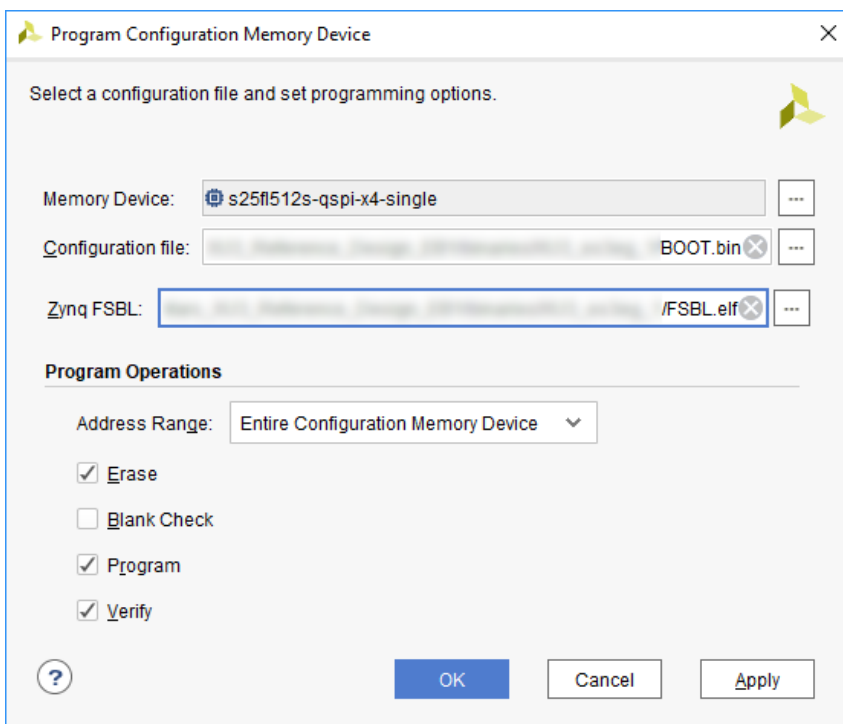 Program Configuration Memory Device
Select a configuration file and set programming options.
Memory Device: s25fl512s-qspi-x4-single ...
Configuration file: BOOT.bin ...
Zynq FSBL: /FSBL.elf ...
Program Operations
Address Range: Entire Configuration Memory Device
Erase
Blank Check
Program
Verify
? OK Cancel Apply